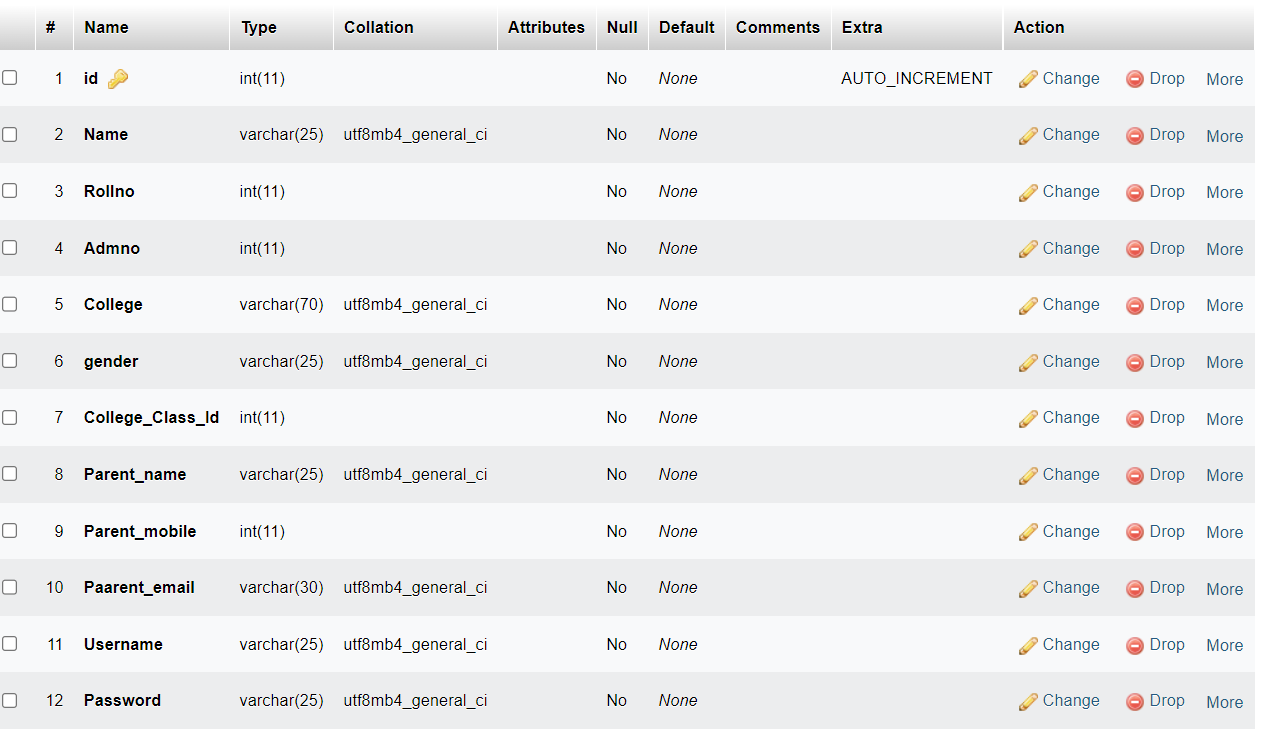 # Name Type Collation Attributes Null Default Comments Extra Action
1 id int(11) No None AUTO_INCREMENT Change Drop More
2 Name varchar(25) utf8mb4_general_ci No None Change Drop More
3 Rollno int(11) No None Change Drop More
4 Admno int(11) No None Change Drop More
5 College varchar(70) utf8mb4_general_ci No None Change Drop More
6 gender varchar(25) utf8mb4_general_ci No None Change Drop More
7 College_Class_Id int(11) No None Change Drop More
8 Parent_name varchar(25) utf8mb4_general_ci No None Change Drop More
9 Parent_mobile int(11) No None Change Drop More
10 Paarent_email varchar(30) utf8mb4_general_ci No None Change Drop More
11 Username varchar(25) utf8mb4_general_ci No None Change Drop More
12 Password varchar(25) utf8mb4_general_ci No None Change Drop More